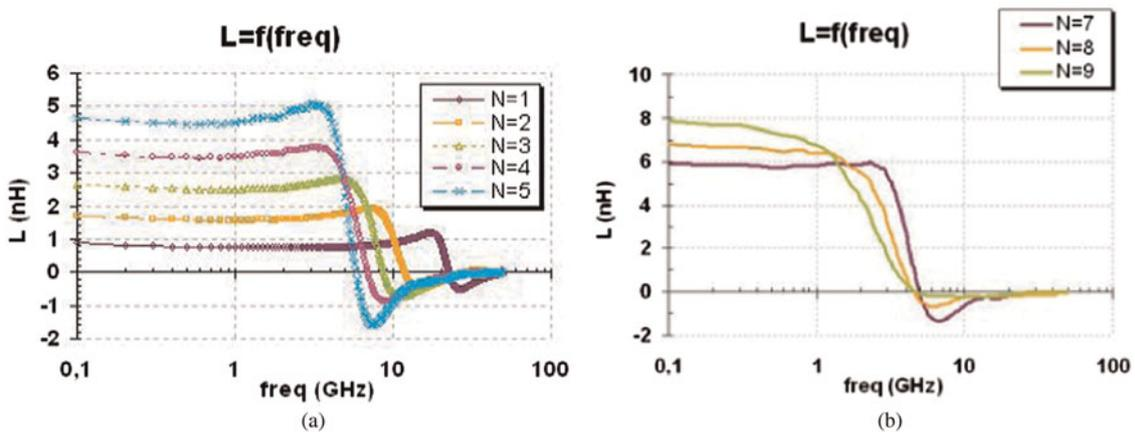 L=f(freq)
6
5
4
3
2
1
0
-1
-2
L (nH)
0,1
1
10
100
freq (GHz)
N=1
N=2
N=3
N=4
N=5
(a)
L=f(freq)
10
8
6
4
2
0
-2
L (nH)
0,1
1
10
100
freq (GHz)
N=7
N=8
N=9
(b)